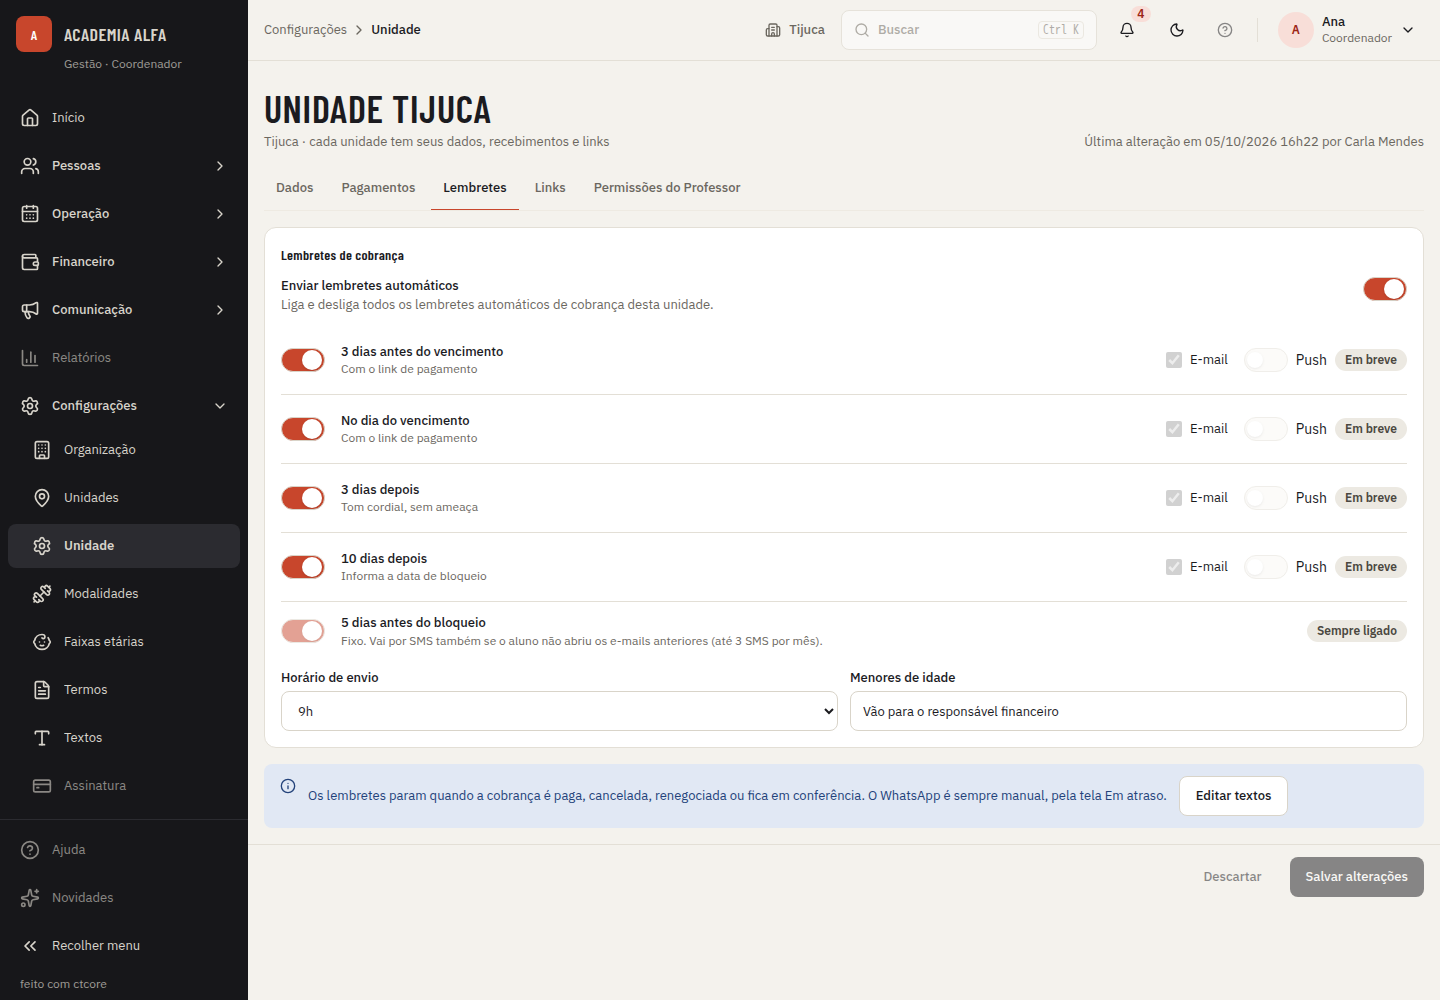 A
ACADEMIA ALFA
Gestão · Coordenador
Início
Pessoas
Operação
Financeiro
Comunicação
Relatórios
Configurações
Organização
Unidades
Unidade
Modalidades
Faixas etárias
Termos
Textos
Assinatura
Ajuda
Novidades
Recolher menu
feito com ctcore
Configurações > Unidade
Tijuca
Buscar
Ctrl K
4
A
Ana
Coordenador
UNIDADE TIJUCA
Tijuca · cada unidade tem seus dados, recebimentos e links
Última alteração em 05/10/2026 16h22 por Carla Mendes
Dados
Pagamentos
Lembretes
Links
Permissões do Professor
Lembretes de cobrança
Enviar lembretes automáticos
Liga e desliga todos os lembretes automáticos de cobrança desta unidade.
3 dias antes do vencimento
Com o link de pagamento
E-mail
Push
Em breve
No dia do vencimento
Com o link de pagamento
E-mail
Push
Em breve
3 dias depois
Tom cordial, sem ameaça
E-mail
Push
Em breve
10 dias depois
Informa a data de bloqueio
E-mail
Push
Em breve
5 dias antes do bloqueio
Fixo. Vai por SMS também se o aluno não abriu os e-mails anteriores (até 3 SMS por mês).
Sempre ligado
Horário de envio
9h
Menores de idade
Vão para o responsável financeiro
Os lembretes param quando a cobrança é paga, cancelada, renegociada ou fica em conferência. O WhatsApp é sempre manual, pela tela Em atraso.
Editar textos
Descartar
Salvar alterações